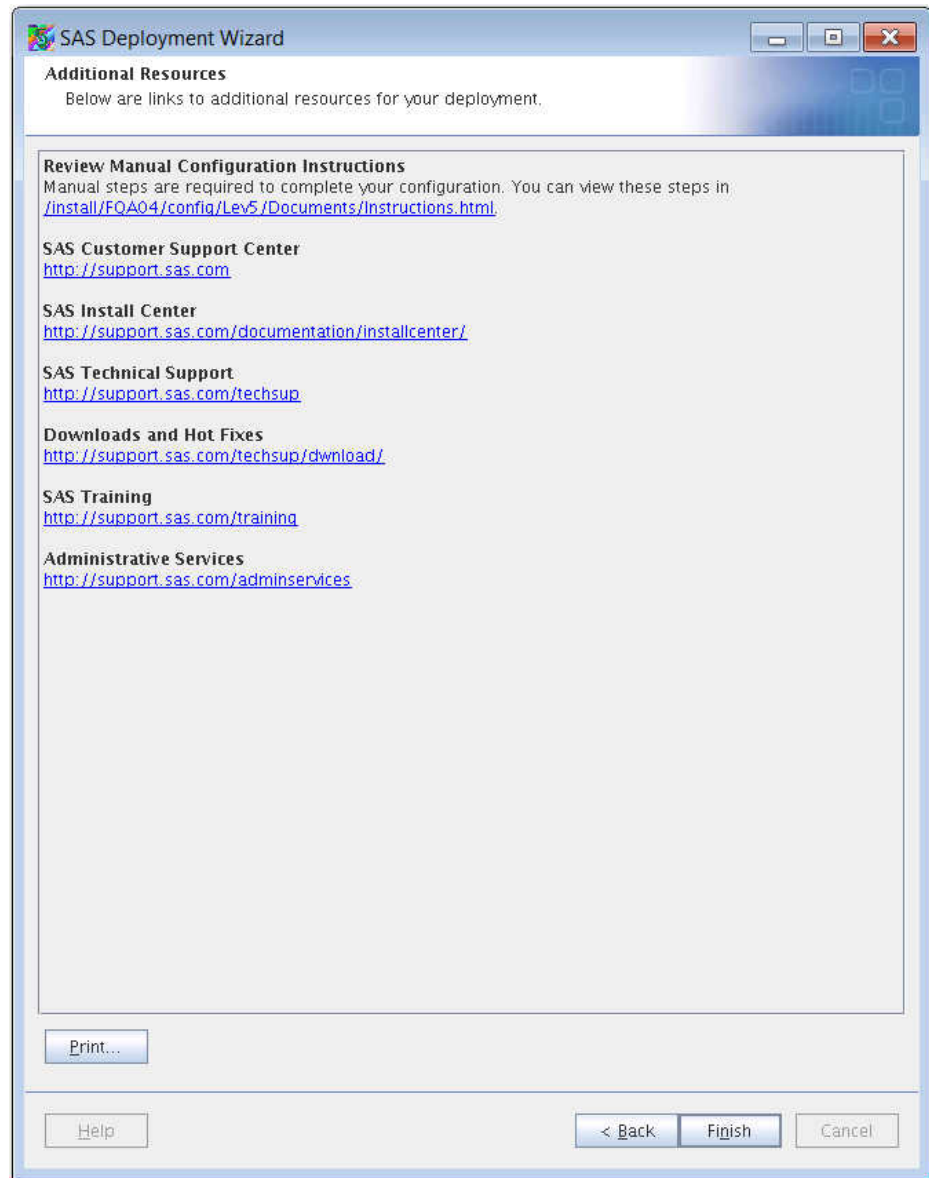 SAS Deployment Wizard
Additional Resources
Below are links to additional resources for your deployment.
Review Manual Configuration Instructions
Manual steps are required to complete your configuration. You can view these steps in
/install/FQA04/config/Lev5/Documents/Instructions.html.
SAS Customer Support Center
http://support.sas.com
SAS Install Center
http://support.sas.com/documentation/installcenter/
SAS Technical Support
http://support.sas.com/techsup
Downloads and Hot Fixes
http://support.sas.com/techsup/dwnload/
SAS Training
http://support.sas.com/training
Administrative Services
http://support.sas.com/adminservices
Print...
Help
< Back
Finish
Cancel